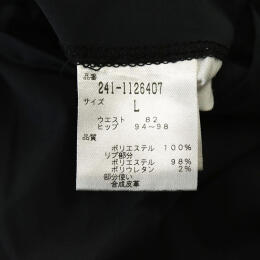 品番
241-1126407
サイズ
L
ウエスト 82
ヒップ 94～98
品質
ポリエステル 100%
リブ部分
ポリエステル 98%
ポリウレタン 2%
部分使い
合成皮革